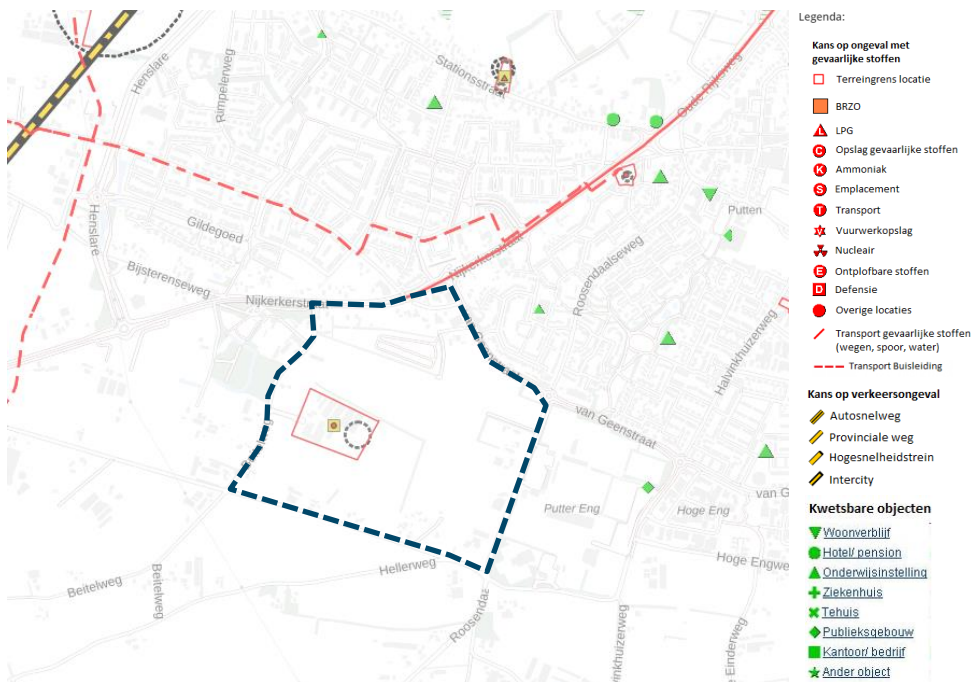 Henslare
Rimpelerweg
Stationsstraat
Oude Rijksweg
Henslare
Gildegoed
Bijsterenseweg
Nijkerkerstraat
Nijkerkerstraat
Roosendaalseweg
Putten
Halvinkhuizerweg
van Geenstraat
Putter Eng
Hoge Eng
van G
Hoge Engwe
Hellerweg
Beitelweg
Beitelweg
Roosendaa
inkhuizerweg
e Einderweg
Legenda:
Kans op ongeval met
gevaarlijke stoffen
Terreingrens locatie
BRZO
L LPG
C Opslag gevaarlijke stoffen
K Ammoniak
S Emplacement
T Transport
Vuurwerkopslag
Nucleair
E Ontplofbare stoffen
D Defensie
Overige locaties
Transport gevaarlijke stoffen
(wegen, spoor, water)
Transport Buisleiding
Kans op verkeersongeval
Autosnelweg
Provinciale weg
Hogesnelheidstrein
Intercity
Kwetsbare objecten
Woonverblijf
Hotel/ pension
Onderwijsinstelling
Ziekenhuis
Tehuis
Publieksgebouw
Kantoor/ bedrijf
Ander object